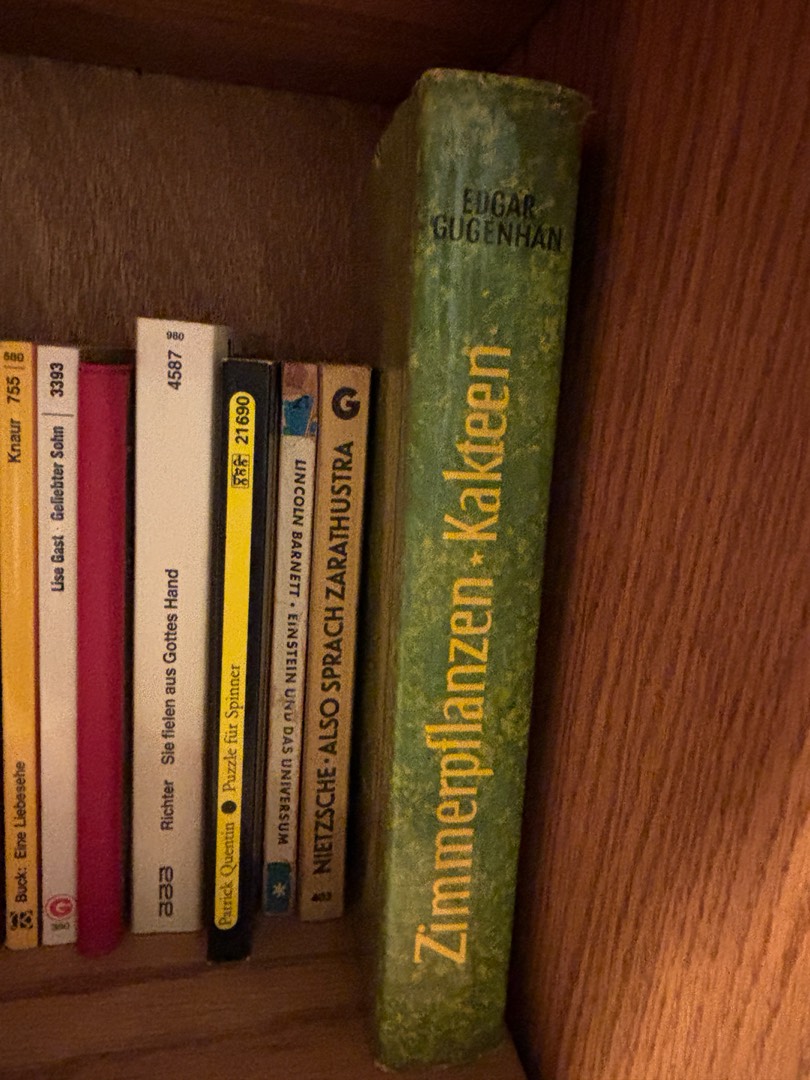 580
Knaur 755
Buck: Eine Liebesehe
3393
Lise Gast · Geliebter Sohn
G
980
4587
Richter Sie fielen aus Gottes Hand
aaa
21690
Patrick Quentin ● Puzzle für Spinner
LINCOLN BARNETT · EINSTEIN UND DAS UNIVERSUM
G
NIETZSCHE·ALSO SPRACH ZARATHUSTRA
403
EDGAR
GUGENHAN
Zimmerpflanzen * Kakteen